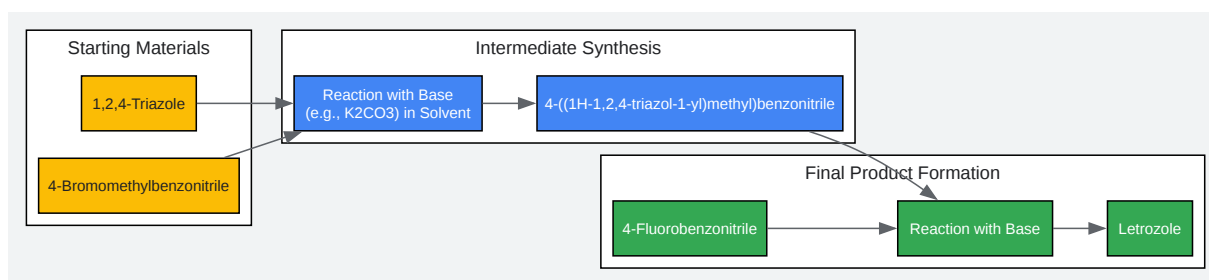 Starting Materials
1,2,4-Triazole
4-Bromomethylbenzonitrile
Intermediate Synthesis
Reaction with Base
(e.g., K2CO3) in Solvent
4-((1H-1,2,4-triazol-1-yl)methyl)benzonitrile
Final Product Formation
4-Fluorobenzonitrile
Reaction with Base
Letrozole